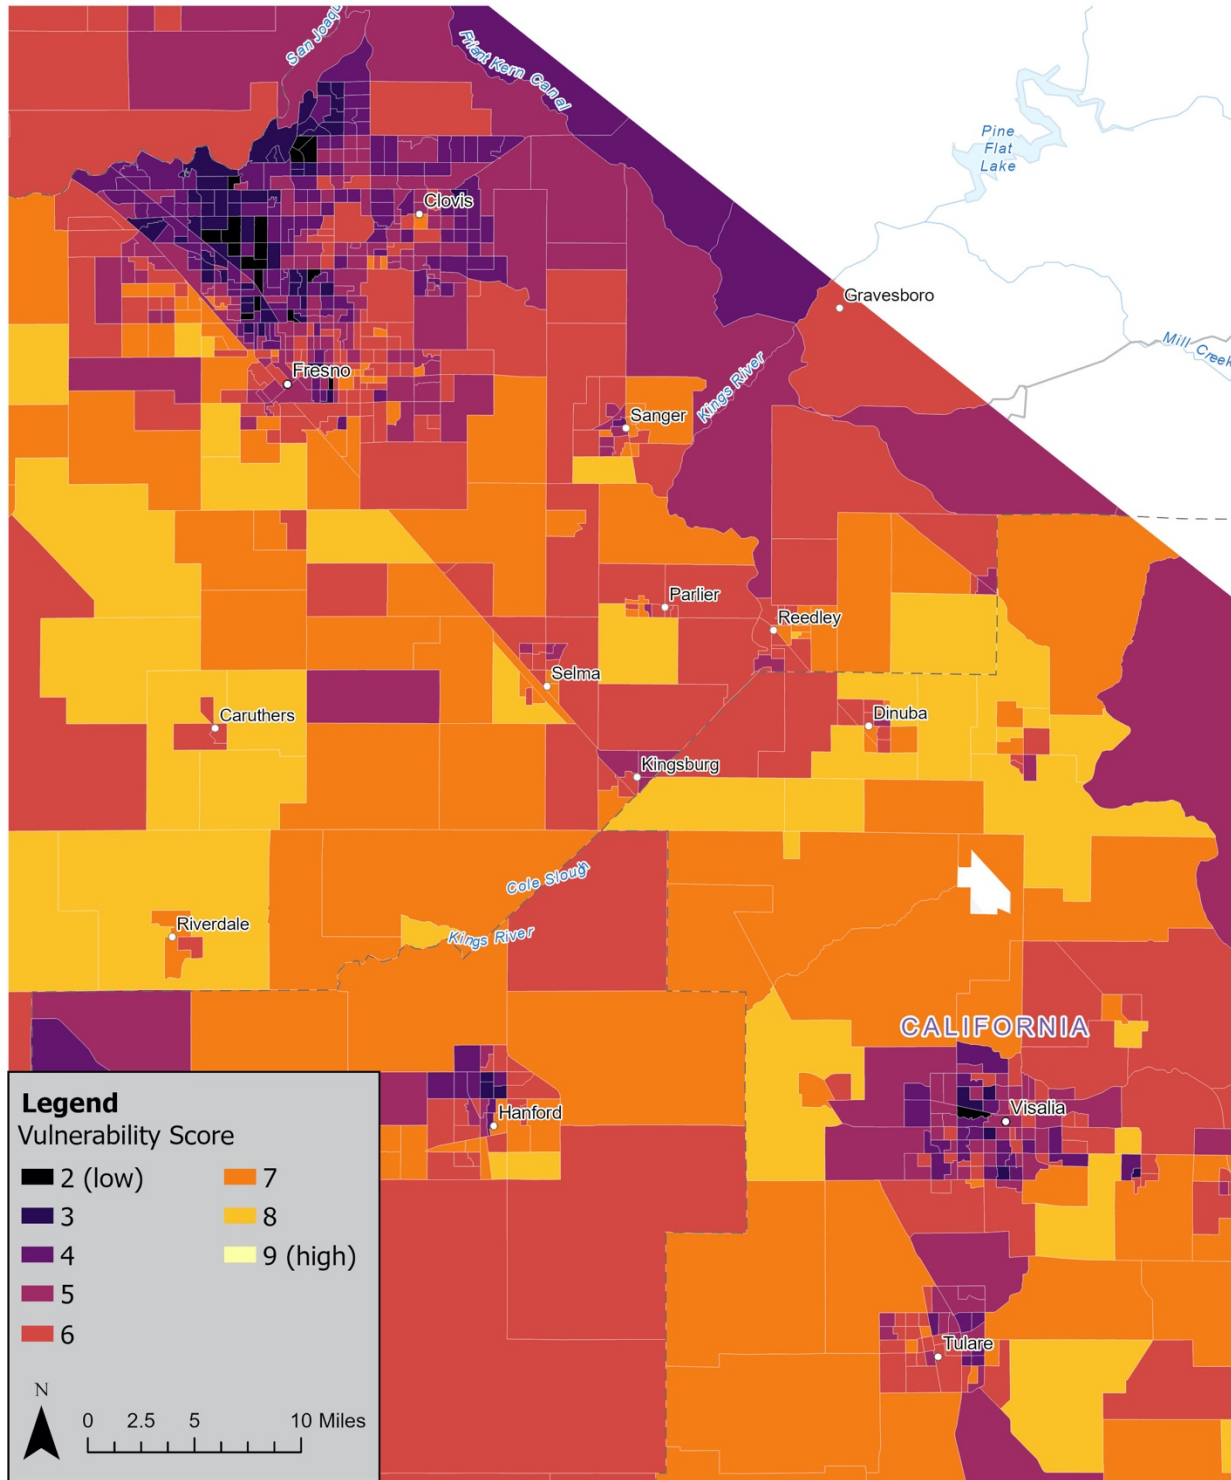 San Joaqu
Friant Kern Canal
Pine
Flat
Lake
Clovis
Gravesboro
Mill Creek
Fresno
Kings River
Sanger
Parlier
Reedley
Selma
Caruthers
Dinuba
Kingsburg
Cole Slough
Riverdale
Kings River
CALIFORNIA
Hanford
Visalia
Tulare
Legend
Vulnerability Score
2 (low)
3
4
5
6
7
8
9 (high)
N
0 2.5 5 10 Miles